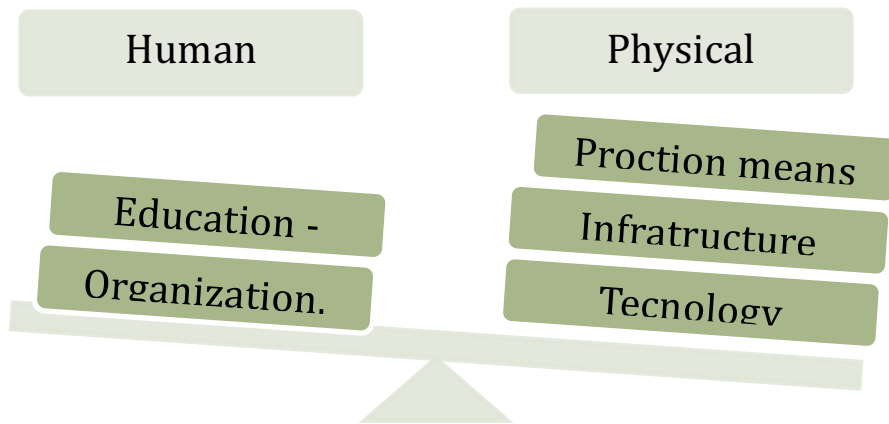 Human
Physical
Proction means
Education -
Infratructure
Organization.
Tecnology